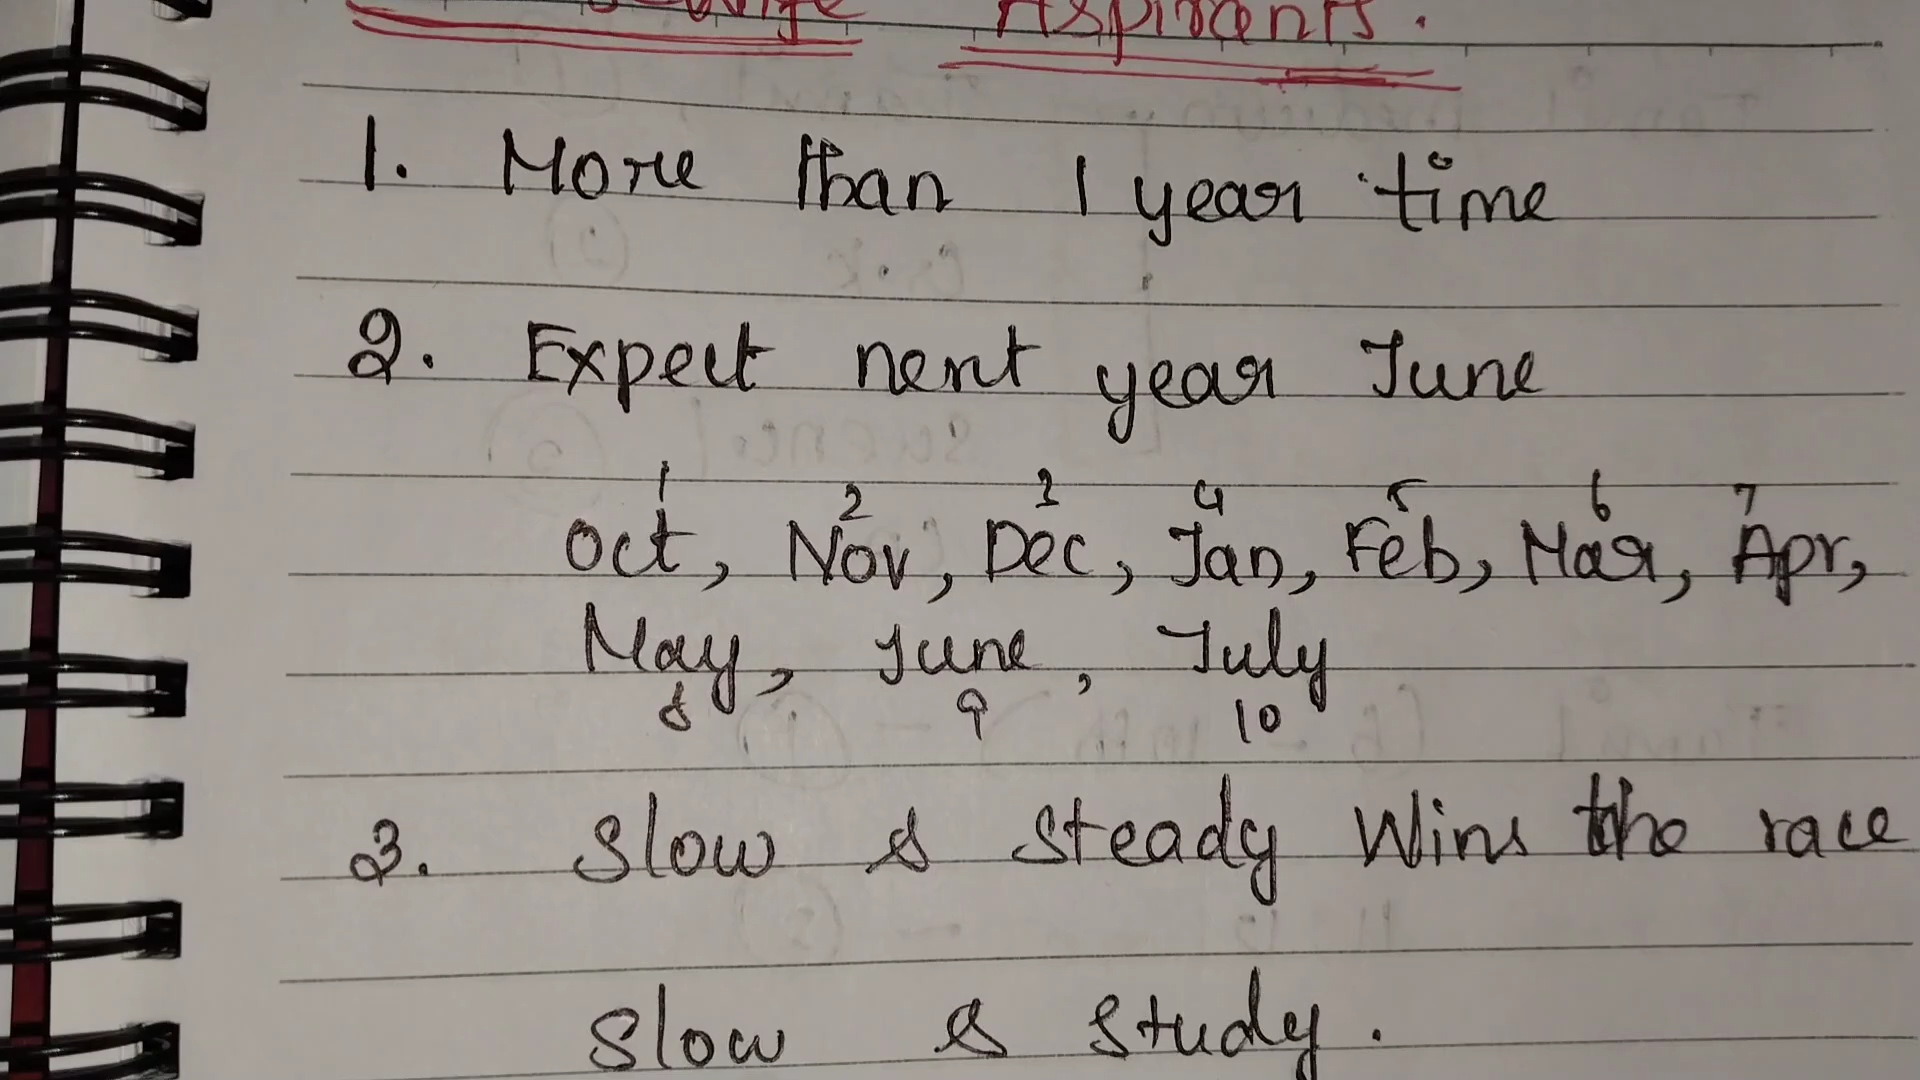 Aspirants.
1. More than 1 year time
2. Expect next year June
1 2 3 4 5 6 7
Oct, Nov, Dec, Jan, Feb, Mar, Apr,
May, June, July
8 9 10
3. Slow & steady Wins the race
Slow & study.